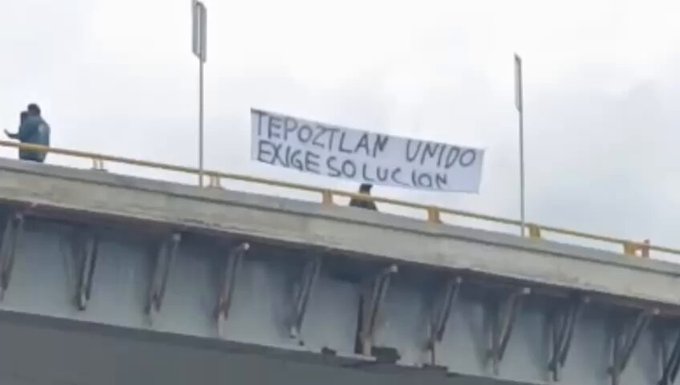 TEPOZTLAN UNIDO
EXIGE SOLUCION